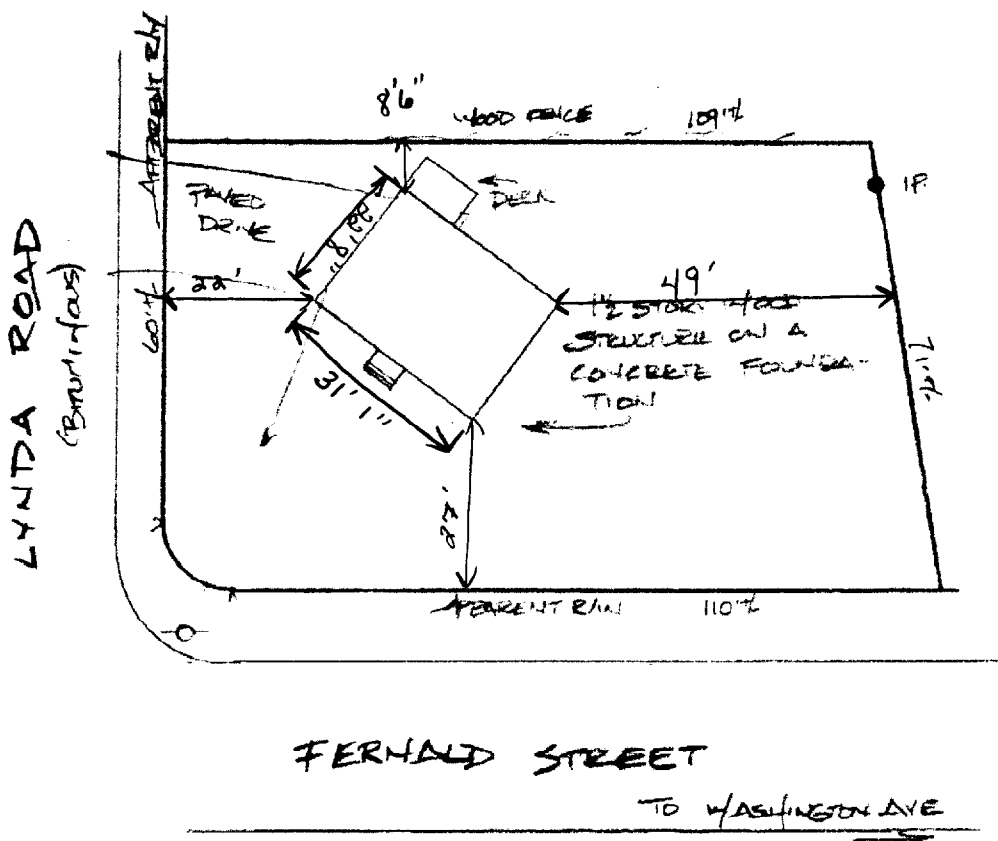 APPARENT R/W
8'6"
WOOD FENCE 109'±
I.P.
PAVED
DRIVE
DECK
22'
49'
1½ STORY WOOD
STRUCTURE ON A
CONCRETE FOUNDA-
TION
31' 1"
27'
60'±
71'±
LYNDA ROAD
(BITUMINOUS)
APPARENT R/W 110'±
FERNALD STREET
TO WASHINGTON AVE